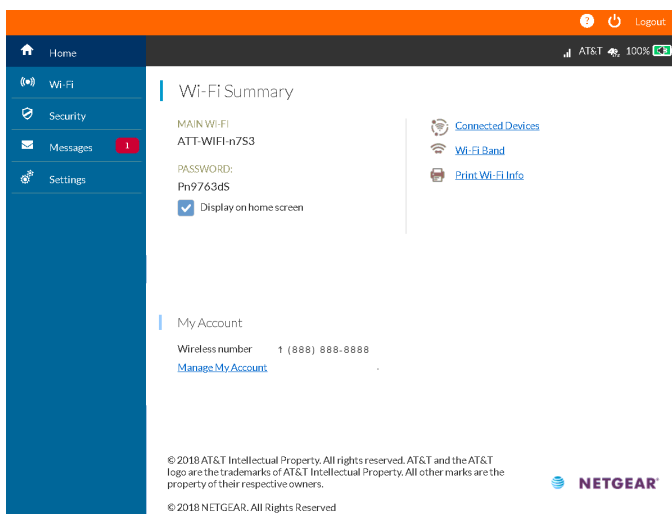 ? Logout
Home
AT&T 100%
Wi-Fi
Security
Messages 1
Settings
Wi-Fi Summary
MAIN WI-FI
ATT-WIFI-n7S3
PASSWORD:
Pn9763dS
Display on home screen
Connected Devices
Wi-Fi Band
Print Wi-Fi Info
My Account
Wireless number 1 (888) 888-8888
Manage My Account
© 2018 AT&T Intellectual Property. All rights reserved. AT&T and the AT&T
logo are the trademarks of AT&T Intellectual Property. All other marks are the
property of their respective owners.
© 2018 NETGEAR. All Rights Reserved
NETGEAR